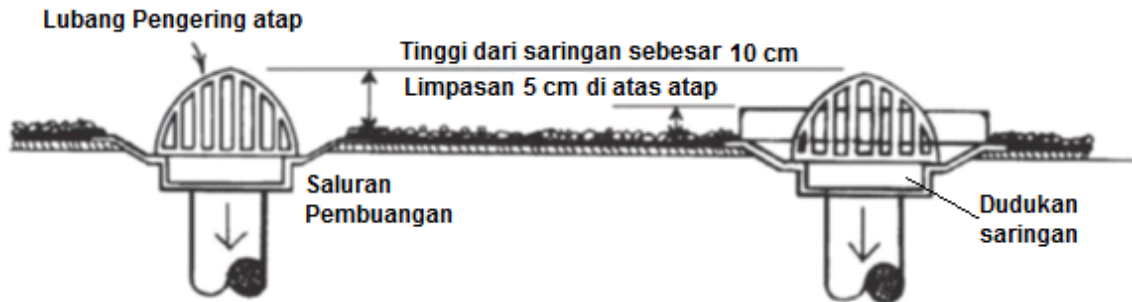 Lubang Pengering atap
Tinggi dari saringan sebesar 10 cm
Limpasan 5 cm di atas atap
Saluran
Pembuangan
Dudukan
saringan